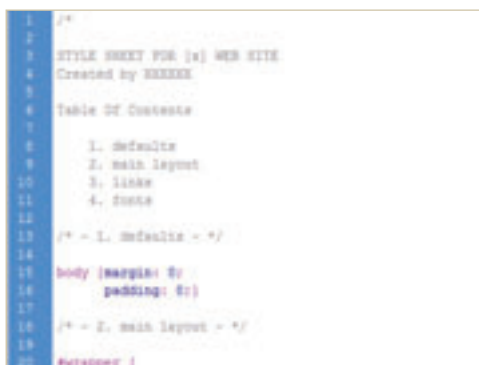 1 /*
2
3 STYLE SHEET FOR [x] WEB SITE
4 Created by XXXXXX
5
6 Table Of Contents
7
8 1. defaults
9 2. main layout
10 3. links
11 4. fonts
12
13 /* - 1. defaults - */
14
15 body {margin: 0;
16 padding: 0;}
17
18 /* - 2. main layout - */
19
20 #wrapper {